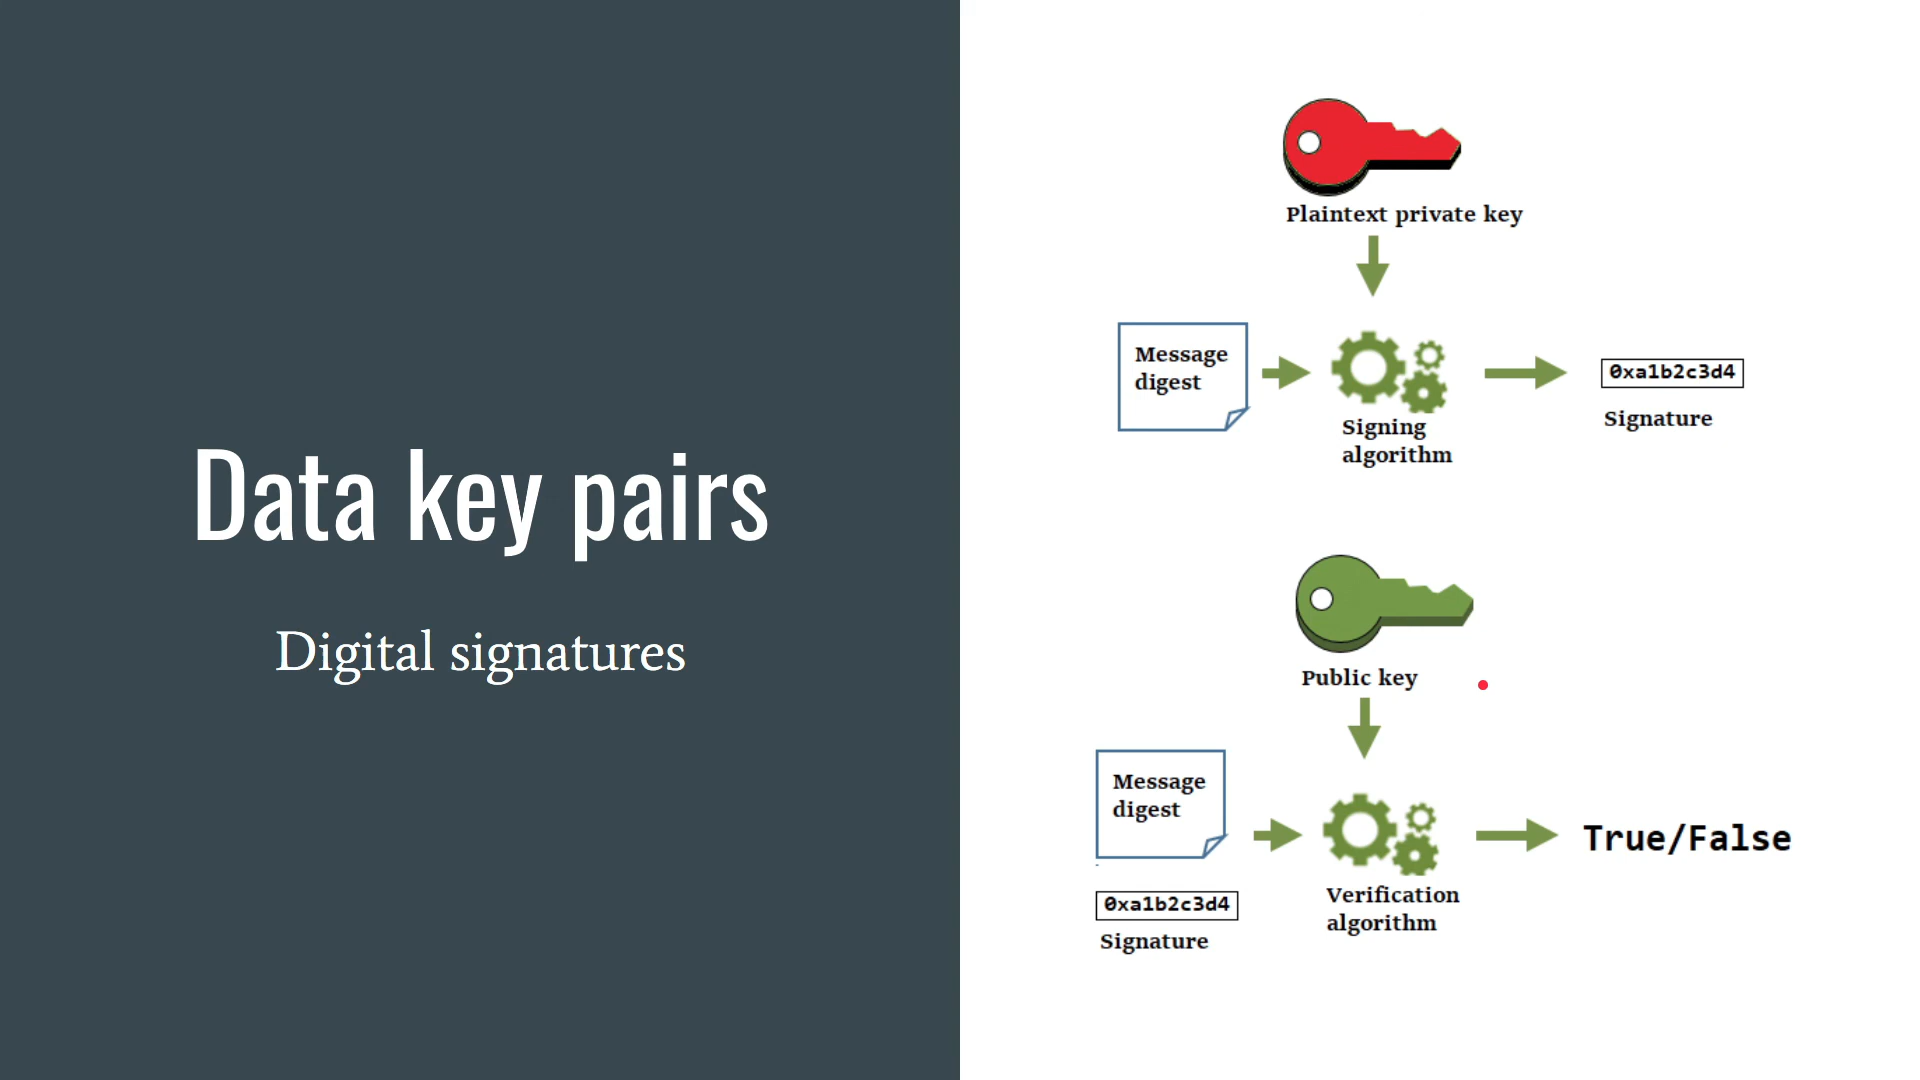 Data key pairs
Digital signatures
Plaintext private key
Message
digest
Signing
algorithm
0xa1b2c3d4
Signature
Public key
Message
digest
0xa1b2c3d4
Signature
Verification
algorithm
True/False